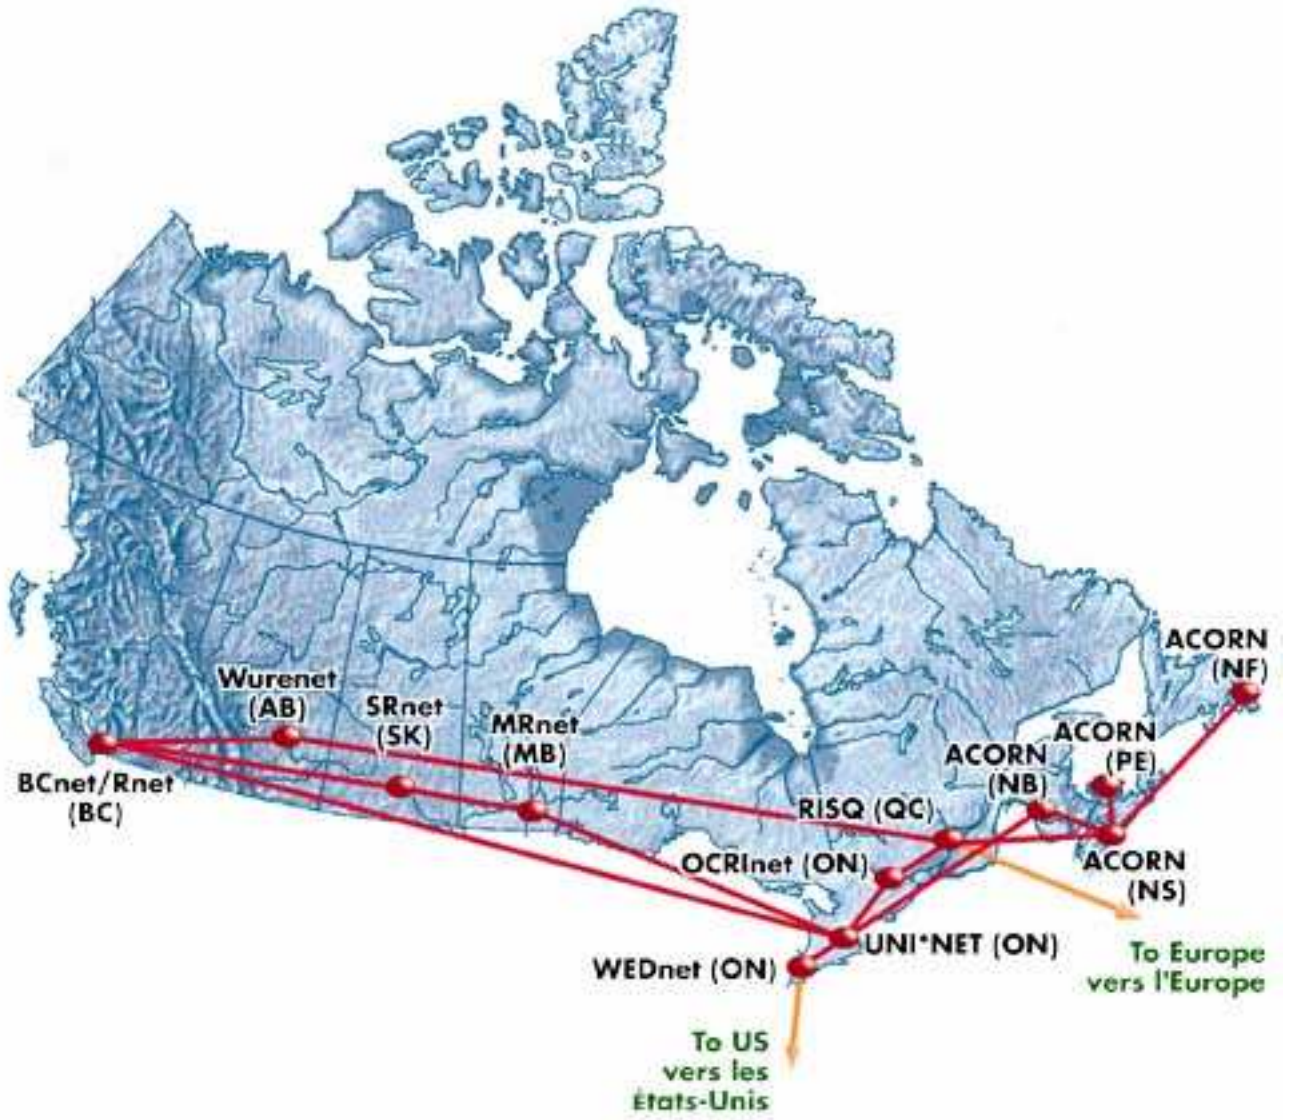 ACORN
(NF)
Wurenet
(AB)
SRnet
(SK)
MRnet
(MB)
ACORN
(PE)
ACORN
(NB)
BCnet/Rnet
(BC)
RISQ (QC)
OCRInet (ON)
ACORN
(NS)
UNI*NET (ON)
WEDnet (ON)
To Europe
vers l'Europe
To US
vers les
États-Unis